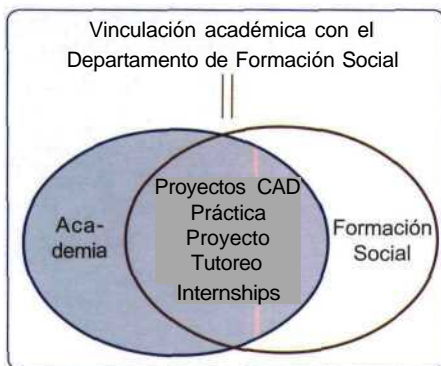 Vinculación académica con el
Departamento de Formación Social
Aca-
demia
Proyectos CAD
Práctica
Proyecto
Tutoreo
Internships
Formación
Social